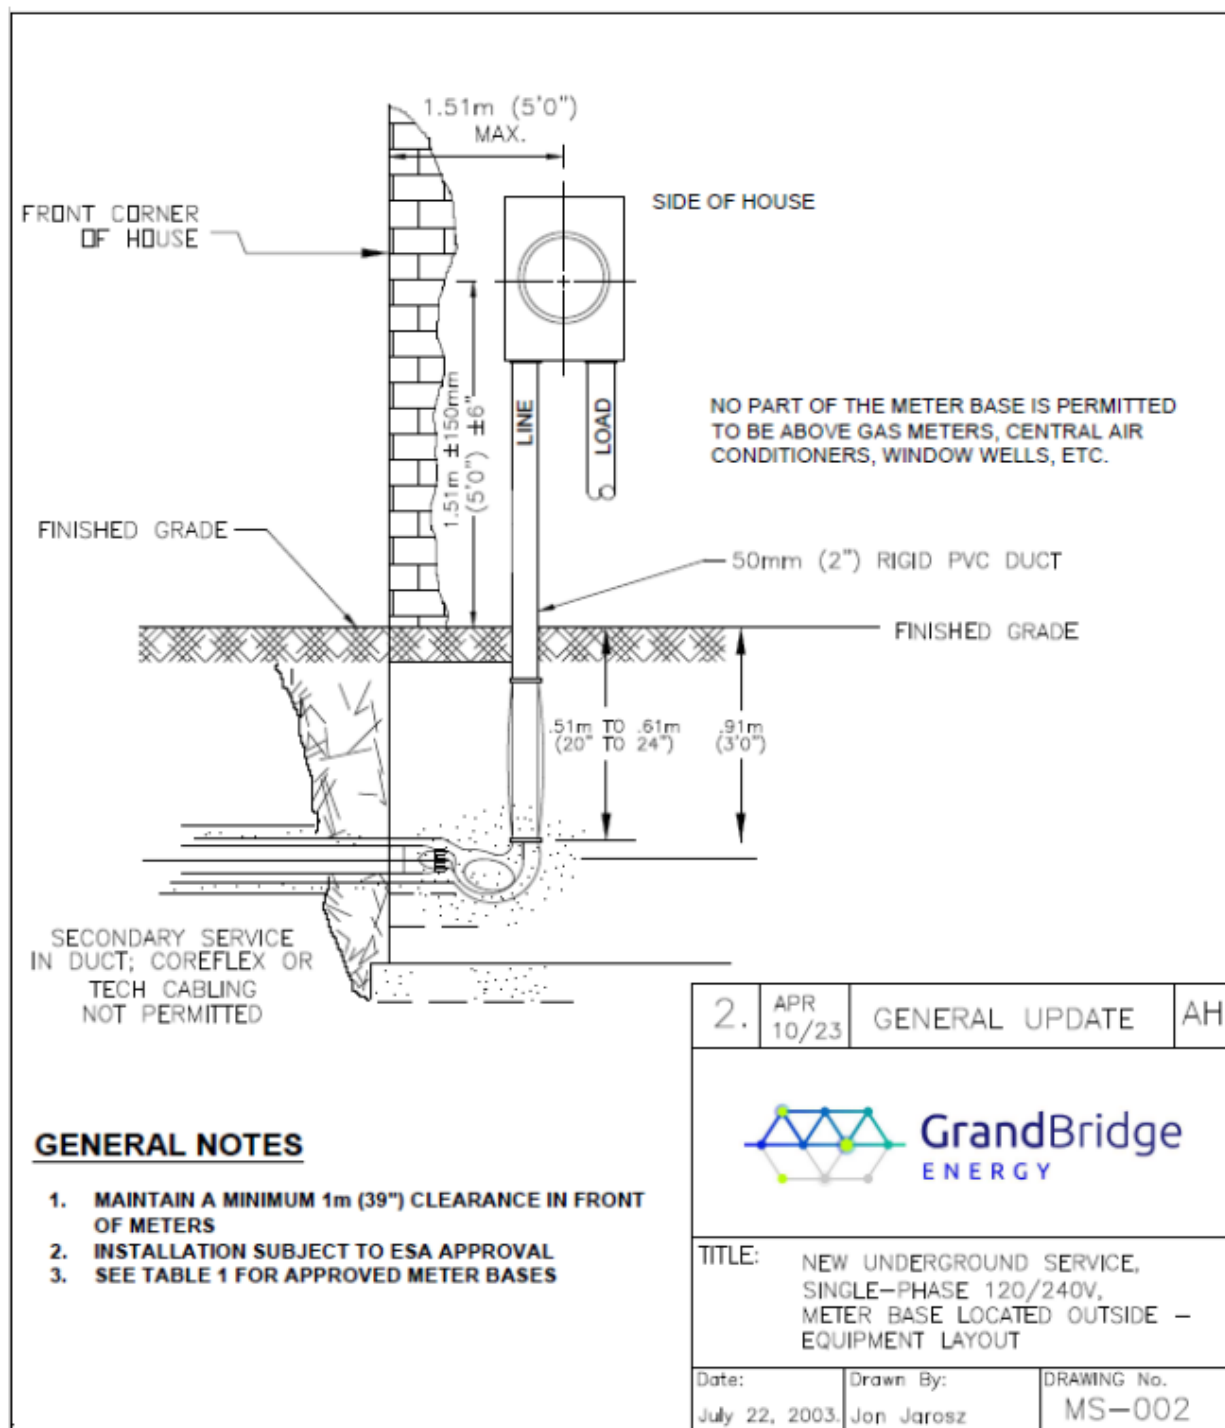 1.51m (5'0")
MAX.
FRONT CORNER
OF HOUSE
SIDE OF HOUSE
1.51m ±150mm
(5'0") ±6"
LINE
LOAD
NO PART OF THE METER BASE IS PERMITTED
TO BE ABOVE GAS METERS, CENTRAL AIR
CONDITIONERS, WINDOW WELLS, ETC.
FINISHED GRADE
50mm (2") RIGID PVC DUCT
FINISHED GRADE
.51m TO .61m
(20" TO 24")
.91m
(3'0")
SECONDARY SERVICE
IN DUCT; COREFLEX OR
TECH CABLING
NOT PERMITTED
2. APR 10/23 GENERAL UPDATE AH
GrandBridge
ENERGY
GENERAL NOTES
1. MAINTAIN A MINIMUM 1m (39") CLEARANCE IN FRONT
OF METERS
2. INSTALLATION SUBJECT TO ESA APPROVAL
3. SEE TABLE 1 FOR APPROVED METER BASES
TITLE: NEW UNDERGROUND SERVICE,
SINGLE-PHASE 120/240V,
METER BASE LOCATED OUTSIDE -
EQUIPMENT LAYOUT
Date:
July 22, 2003.
Drawn By:
Jon Jarosz
DRAWING No.
MS-002